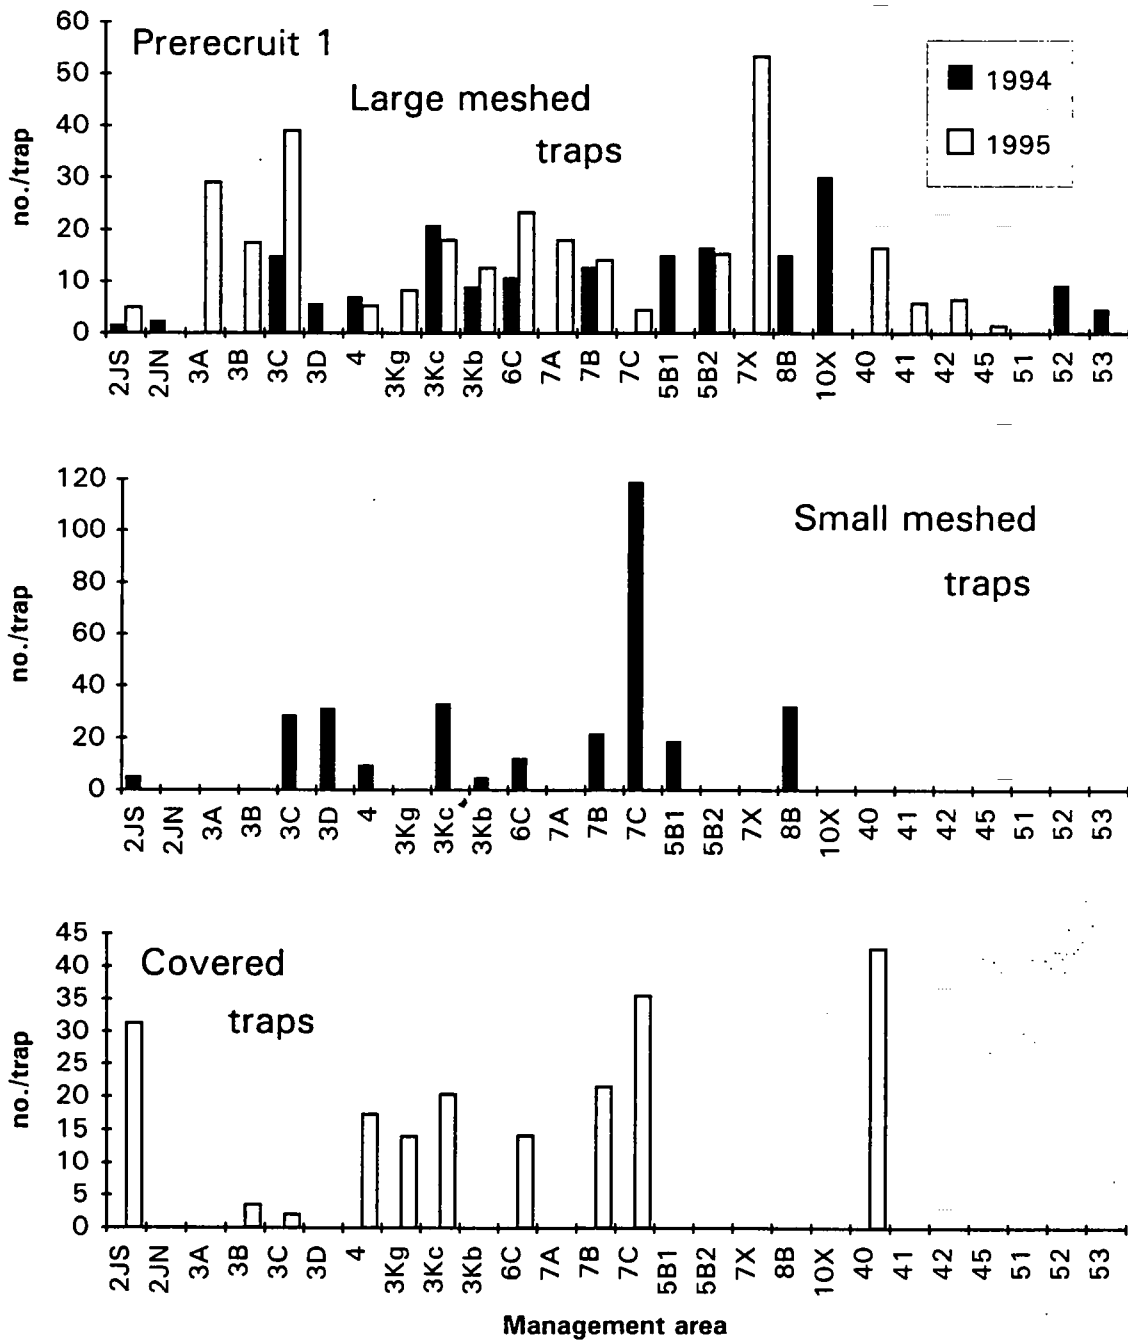 Prerecruit 1
Large meshed
traps
1994
1995
no./trap
60
50
40
30
20
10
0
2JS 2JN 3A 3B 3C 3D 4 3Kg 3Kc 3Kb 6C 7A 7B 7C 5B1 5B2 7X 8B 10X 40 41 42 45 51 52 53
Small meshed
traps
no./trap
120
100
80
60
40
20
0
2JS 2JN 3A 3B 3C 3D 4 3Kg 3Kc 3Kb 6C 7A 7B 7C 5B1 5B2 7X 8B 10X 40 41 42 45 51 52 53
Covered
traps
no./trap
45
40
35
30
25
20
15
10
5
0
2JS 2JN 3A 3B 3C 3D 4 3Kg 3Kc 3Kb 6C 7A 7B 7C 5B1 5B2 7X 8B 10X 40 41 42 45 51 52 53
Management area